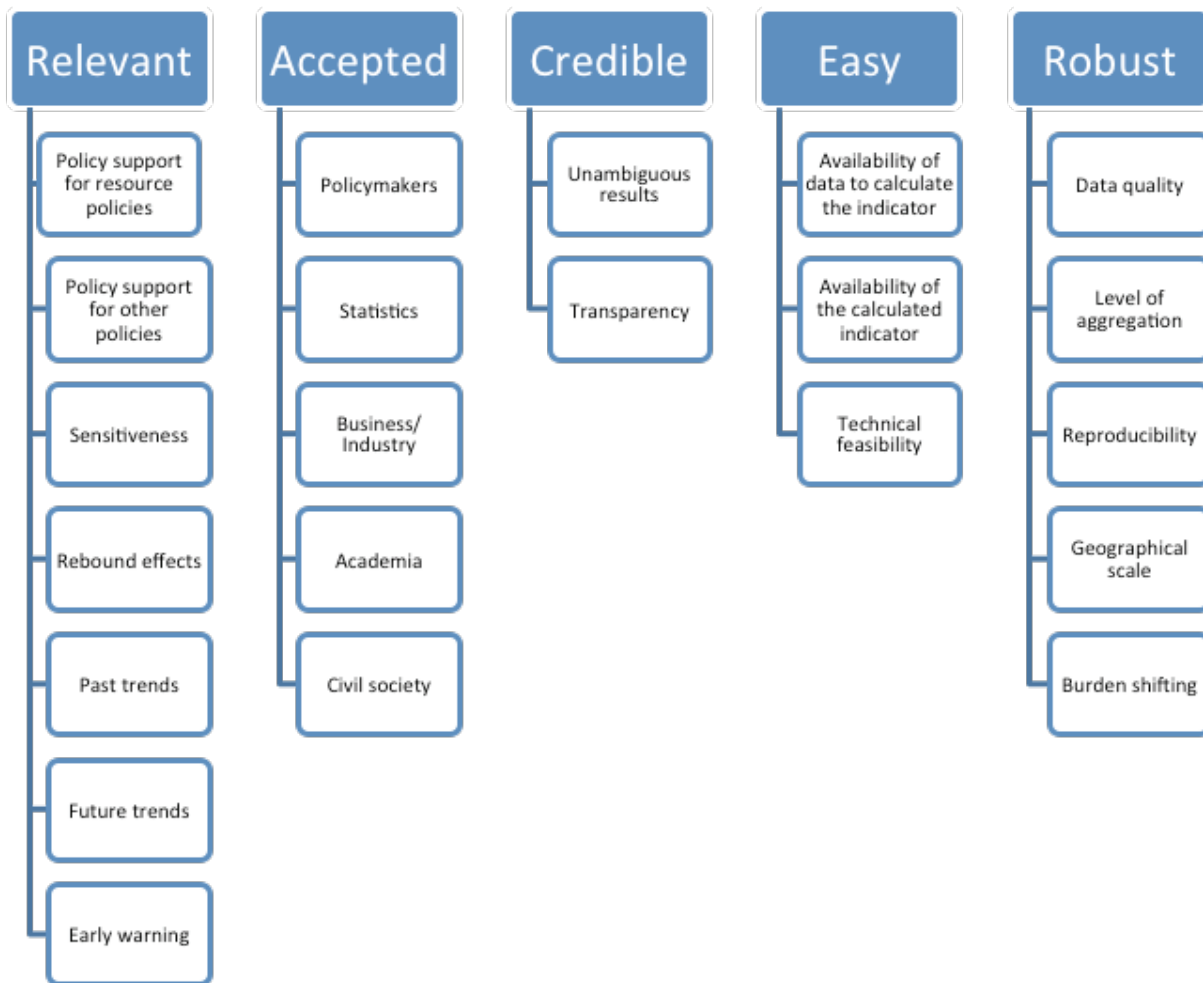 Relevant
Policy support
for resource
policies
Policy support
for other
policies
Sensitiveness
Rebound effects
Past trends
Future trends
Early warning
Accepted
Policymakers
Statistics
Business/
Industry
Academia
Civil society
Credible
Unambiguous
results
Transparency
Easy
Availability of
data to calculate
the indicator
Availability of
the calculated
indicator
Technical
feasibility
Robust
Data quality
Level of
aggregation
Reproducibility
Geographical
scale
Burden shifting